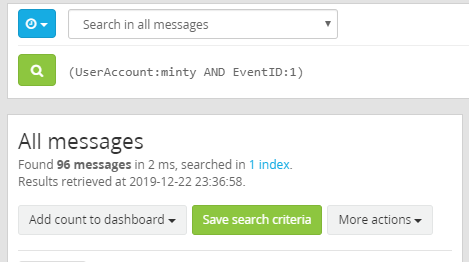 Search in all messages
(UserAccount:minty AND EventID:1)
All messages
Found 96 messages in 2 ms, searched in 1 index.
Results retrieved at 2019-12-22 23:36:58.
Add count to dashboard Save search criteria More actions